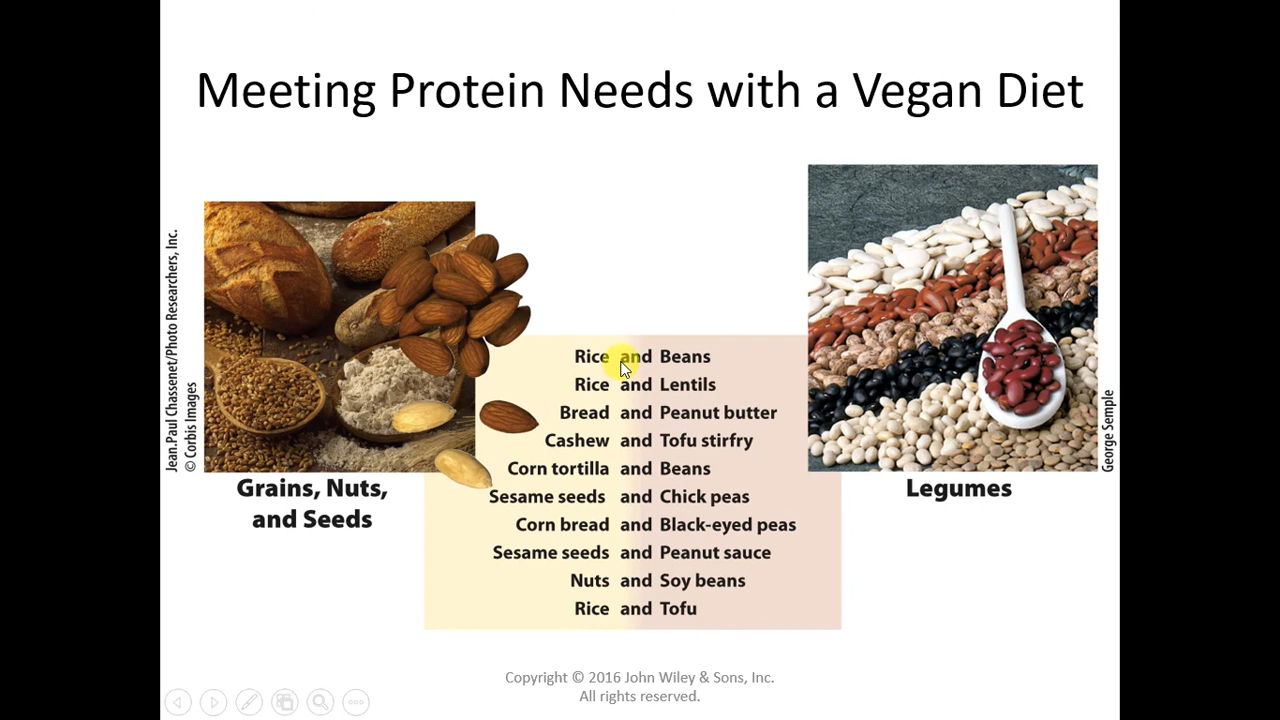 Meeting Protein Needs with a Vegan Diet
Jean.Paul Chassenet/Photo Researchers, Inc.
© Corbis Images
Grains, Nuts,
and Seeds
Rice and Beans
Rice and Lentils
Bread and Peanut butter
Cashew and Tofu stirfry
Corn tortilla and Beans
Sesame seeds and Chick peas
Corn bread and Black-eyed peas
Sesame seeds and Peanut sauce
Nuts and Soy beans
Rice and Tofu
George Semple
Legumes
Copyright © 2016 John Wiley & Sons, Inc.
All rights reserved.